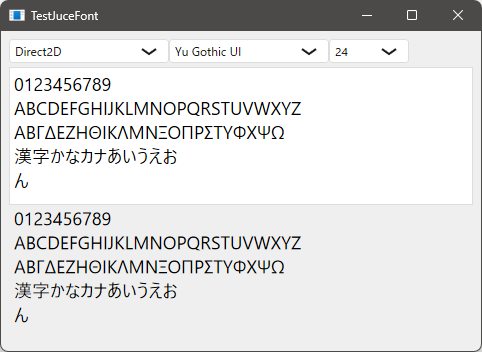 TestJuceFont
Direct2D
Yu Gothic UI
24
0123456789
ABCDEFGHIJKLMNOPQRSTUVWXYZ
ΑΒΓΔΕΖΗΘΙΚΛΜΝΞΟΠΡΣΤΥΦΧΨΩ
漢字かなカナあいうえお
ん
0123456789
ABCDEFGHIJKLMNOPQRSTUVWXYZ
ΑΒΓΔΕΖΗΘΙΚΛΜΝΞΟΠΡΣΤΥΦΧΨΩ
漢字かなカナあいうえお
ん